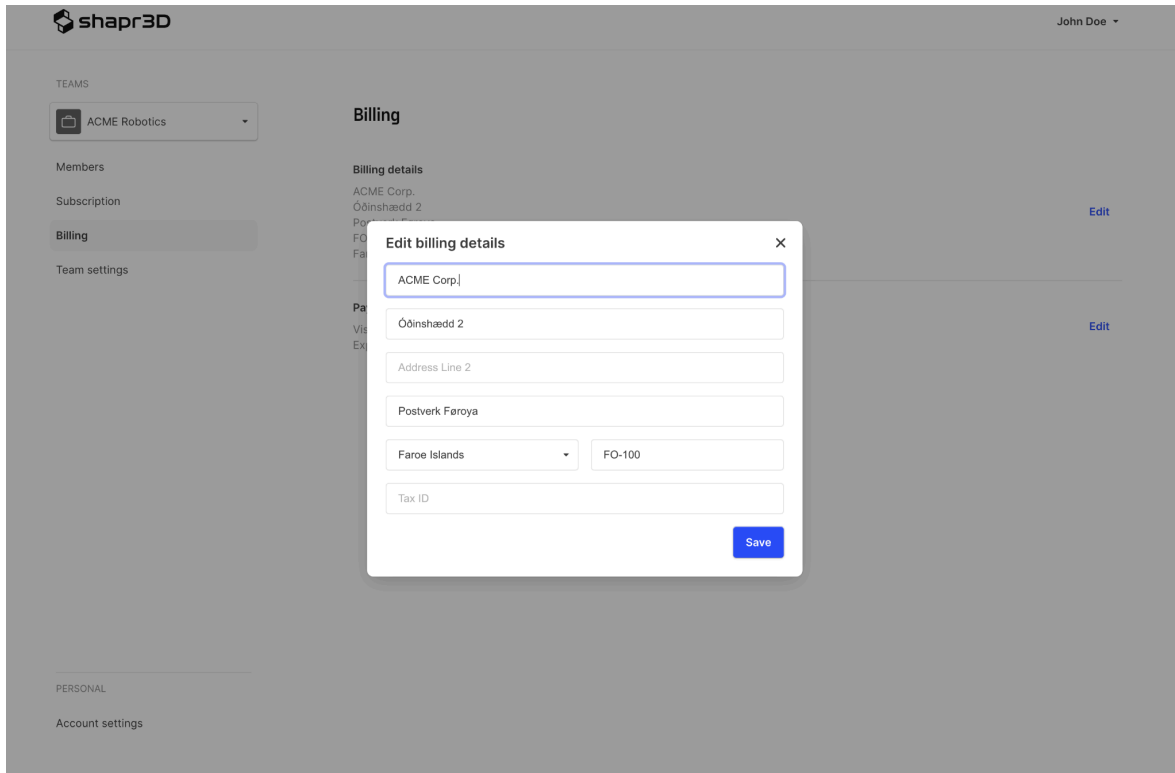 shapr3D
John Doe
TEAMS
ACME Robotics
Members
Subscription
Billing
Team settings
PERSONAL
Account settings
Billing
Billing details
ACME Corp.
Óðinshædd 2
Edit
Edit
Edit billing details
ACME Corp.
Óðinshædd 2
Address Line 2
Postverk Føroya
Faroe Islands FO-100
Tax ID
Save